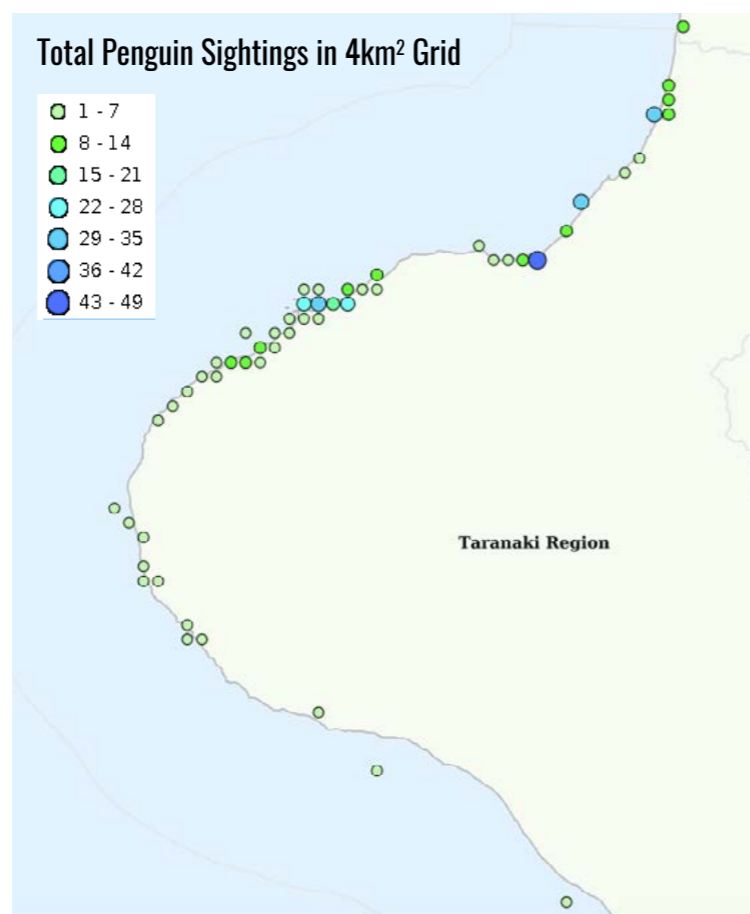 Total Penguin Sightings in 4km² Grid
1 - 7
8 - 14
15 - 21
22 - 28
29 - 35
36 - 42
43 - 49
Taranaki Region